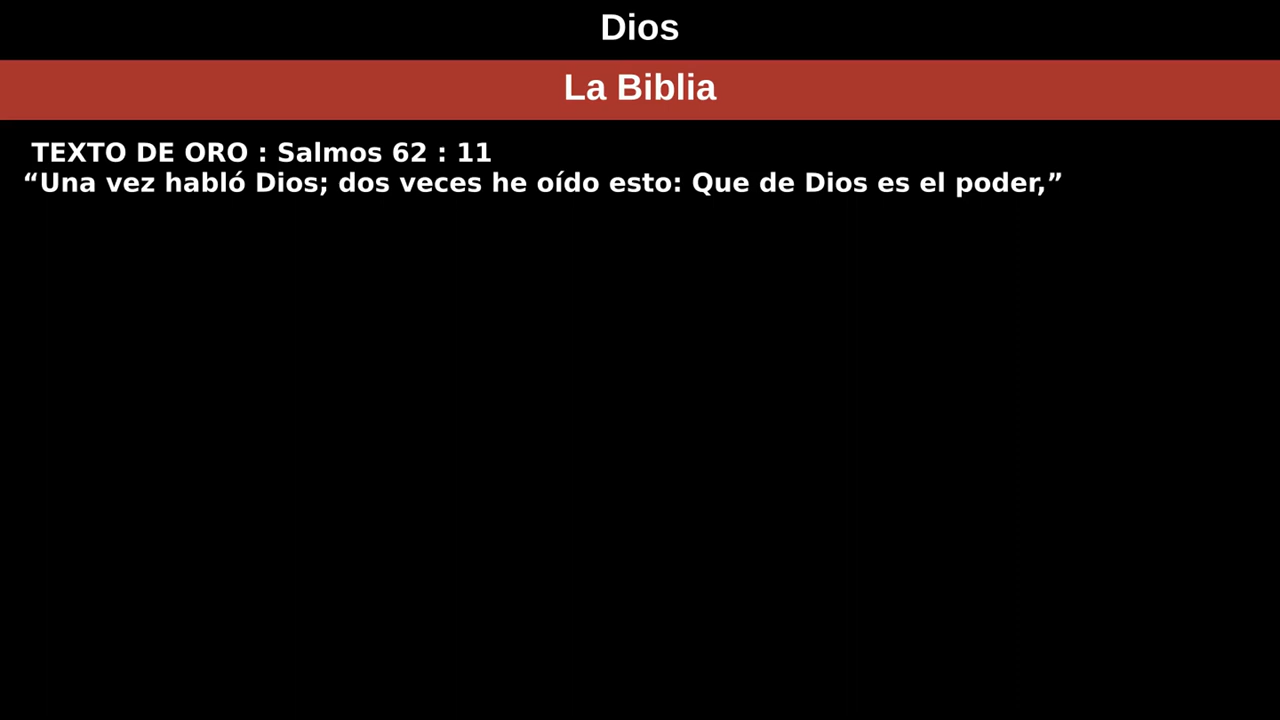 Dios
La Biblia
TEXTO DE ORO : Salmos 62 : 11
“Una vez habló Dios; dos veces he oído esto: Que de Dios es el poder,”